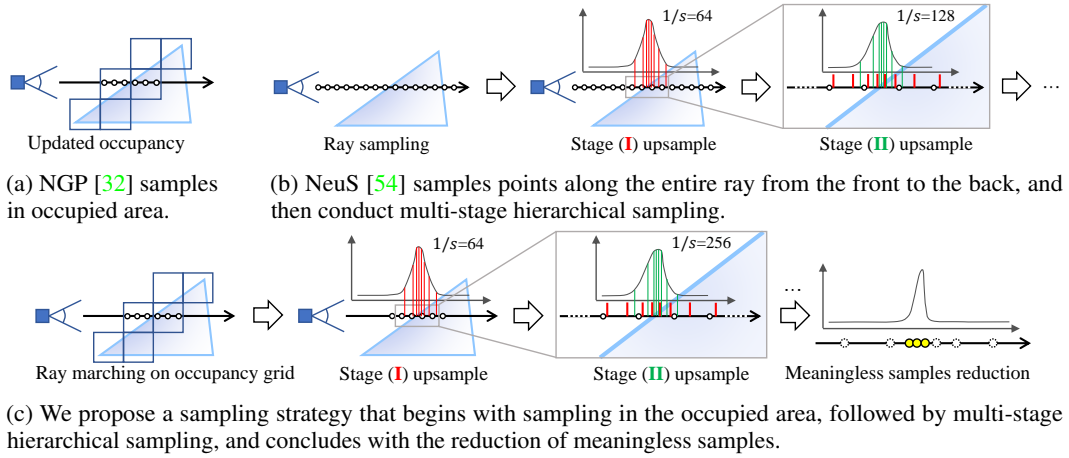 1/s=64
1/s=128
...
Updated occupancy
Ray sampling
Stage (I) upsample
Stage (II) upsample
(a) NGP [32] samples
in occupied area.
(b) NeuS [54] samples points along the entire ray from the front to the back, and
then conduct multi-stage hierarchical sampling.
1/s=64
1/s=256
...
Ray marching on occupancy grid
Stage (I) upsample
Stage (II) upsample
Meaningless samples reduction
(c) We propose a sampling strategy that begins with sampling in the occupied area, followed by multi-stage
hierarchical sampling, and concludes with the reduction of meaningless samples.